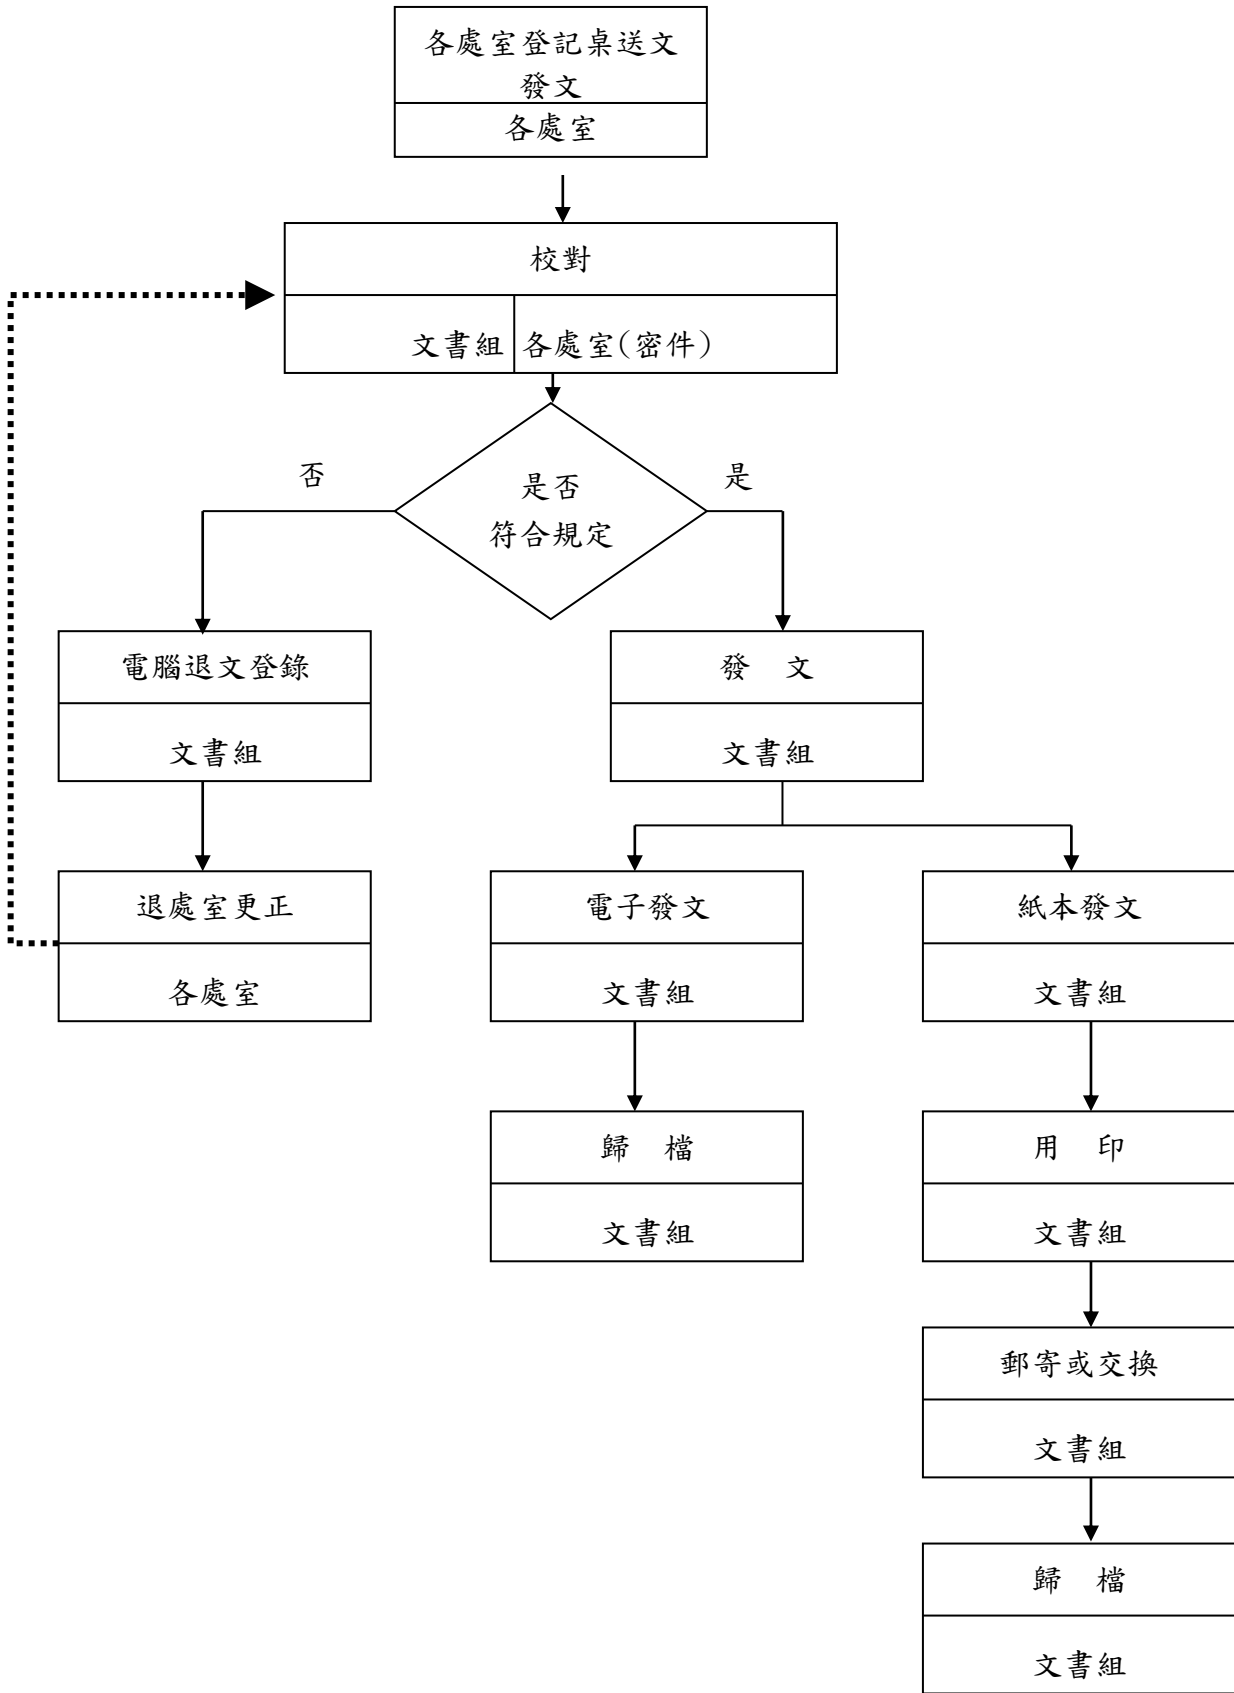 各處室登記桌送文
發文
各處室
校對
文書組
各處室(密件)
否
是
是否
符合規定
電腦退文登錄
文書組
發　文
文書組
退處室更正
各處室
電子發文
文書組
紙本發文
文書組
歸　檔
文書組
用　印
文書組
郵寄或交換
文書組
歸　檔
文書組